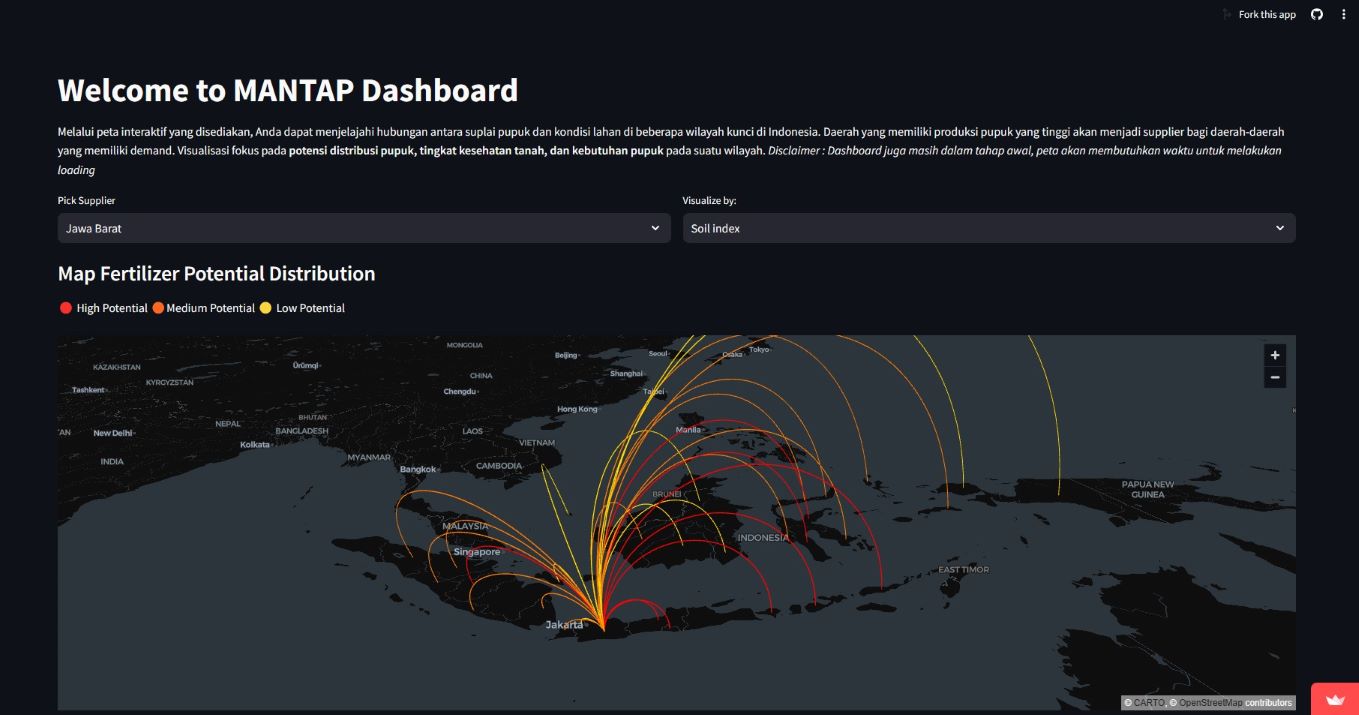 Fork this app
Welcome to MANTAP Dashboard
Melalui peta interaktif yang disediakan, Anda dapat menjelajahi hubungan antara suplai pupuk dan kondisi lahan di beberapa wilayah kunci di Indonesia. Daerah yang memiliki produksi pupuk yang tinggi akan menjadi supplier bagi daerah-daerah
yang memiliki demand. Visualisasi fokus pada potensi distribusi pupuk, tingkat kesehatan tanah, dan kebutuhan pupuk pada suatu wilayah. Disclaimer : Dashboard juga masih dalam tahap awal, peta akan membutuhkan waktu untuk melakukan
loading
Pick Supplier
Visualize by:
Jawa Barat
Soil index
Map Fertilizer Potential Distribution
High Potential Medium Potential Low Potential
MONGOLIA
Beijing
Seoul
Osaka
Tokyo
KAZAKHSTAN
Ürümqi
KYRGYZSTAN
Tashkent
CHINA
Shanghai
Chengdu
Taipei
Hong Kong
BHUTAN
NEPAL
BANGLADESH
New Delhi
Kolkata
LAOS
Manila
VIETNAM
INDIA
MYANMAR
Bangkok
CAMBODIA
BRUNEI
PAPUA NEW
GUINEA
MALAYSIA
INDONESIA
Singapore
EAST TIMOR
Jakarta
+
−
© CARTO, © OpenStreetMap contributors